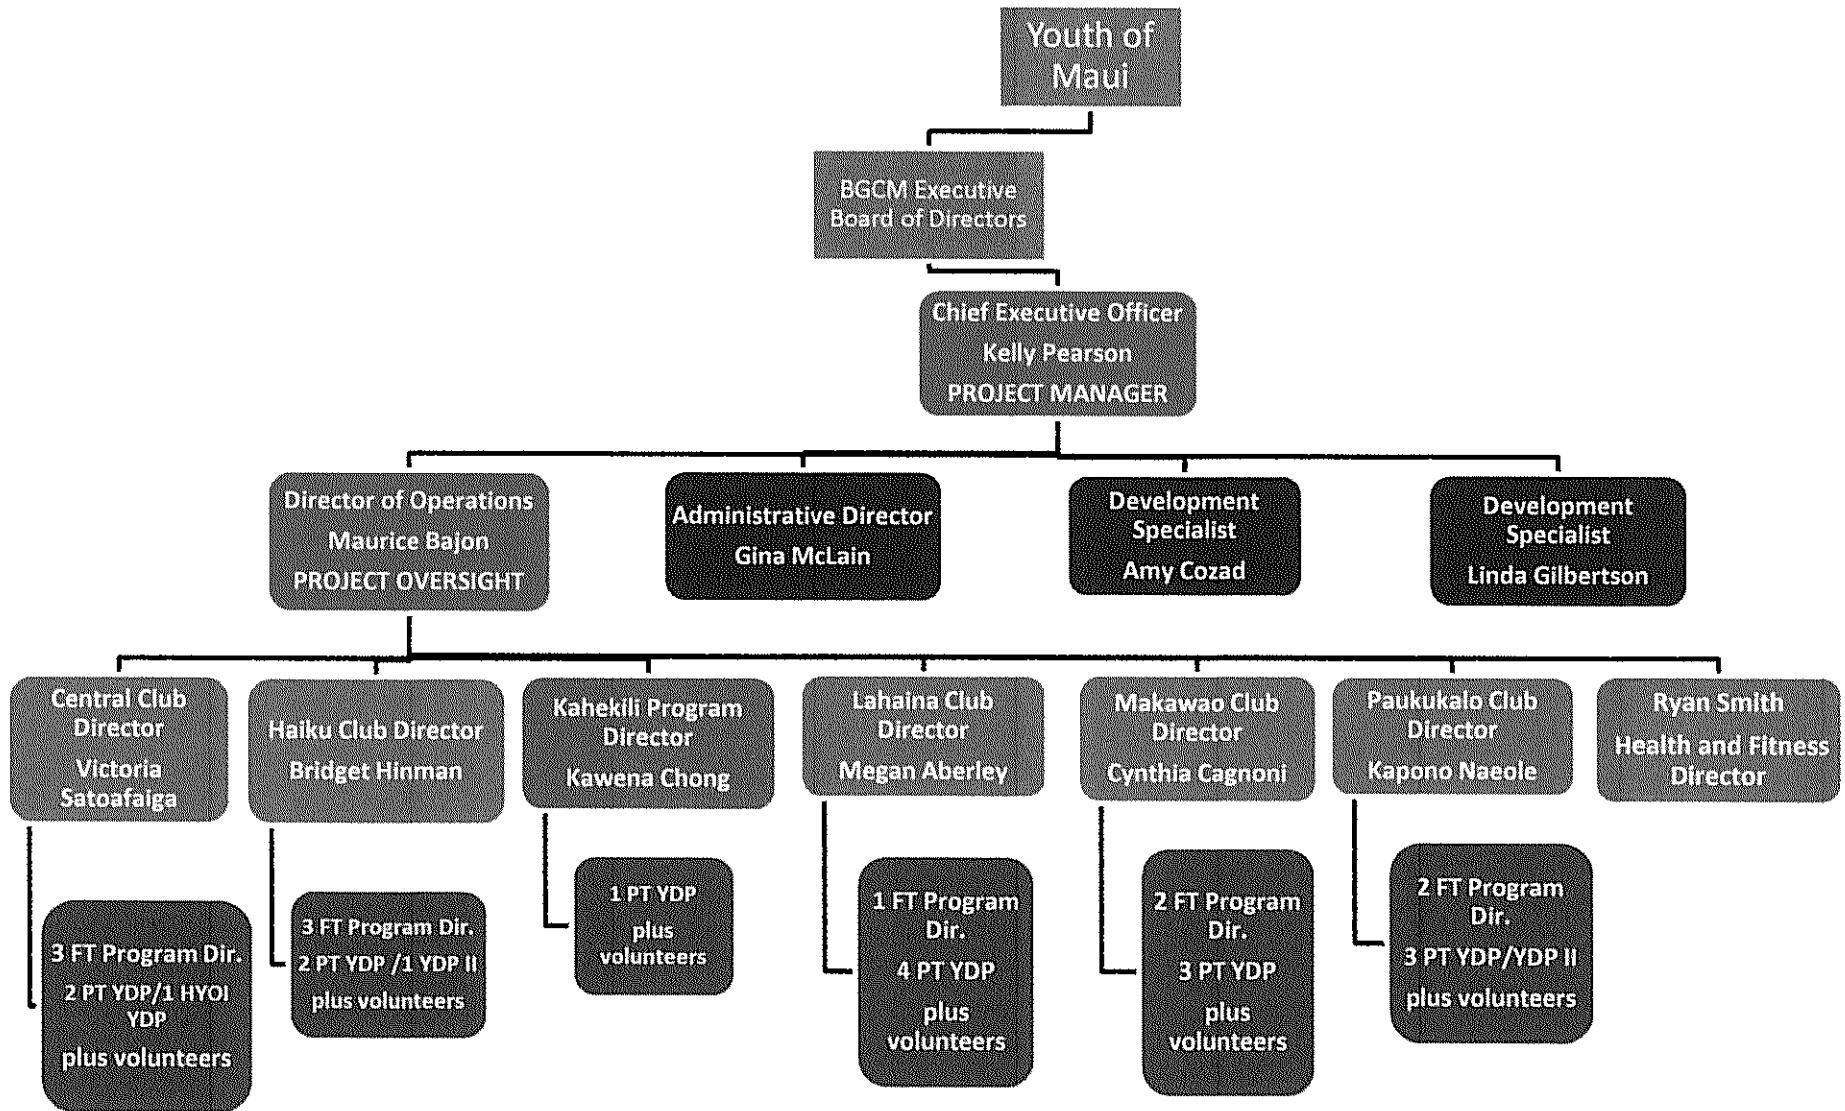 Youth of
Maui
BGCM Executive
Board of Directors
Chief Executive Officer
Kelly Pearson
PROJECT MANAGER
Director of Operations
Maurice Bajon
PROJECT OVERSIGHT
Administrative Director
Gina McLain
Development
Specialist
Amy Cozad
Development
Specialist
Linda Gilbertson
Central Club
Director
Victoria
Satoafaiga
Haiku Club Director
Bridget Hinman
Kahekili Program
Director
Kawena Chong
Lahaina Club
Director
Megan Aberley
Makawao Club
Director
Cynthia Cagnoni
Paukukalo Club
Director
Kapono Naeole
Ryan Smith
Health and Fitness
Director
3 FT Program Dir.
2 PT YDP/1 HYOI
YDP
plus volunteers
3 FT Program Dir.
2 PT YDP /1 YDP II
plus volunteers
1 PT YDP
plus
volunteers
1 FT Program
Dir.
4 PT YDP
plus
volunteers
2 FT Program
Dir.
3 PT YDP
plus
volunteers
2 FT Program
Dir.
3 PT YDP/YDP II
plus volunteers